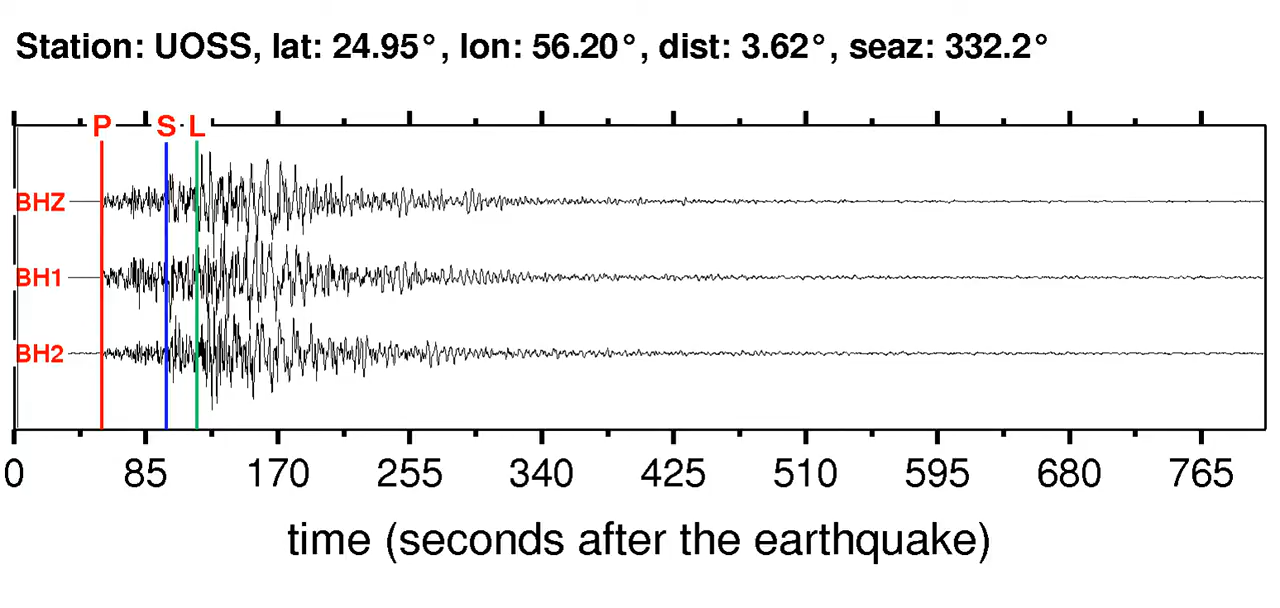 Station: UOSS, lat: 24.95°, lon: 56.20°, dist: 3.62°, seaz: 332.2°
P S L
BHZ
BH1
BH2
0 85 170 255 340 425 510 595 680 765
time (seconds after the earthquake)